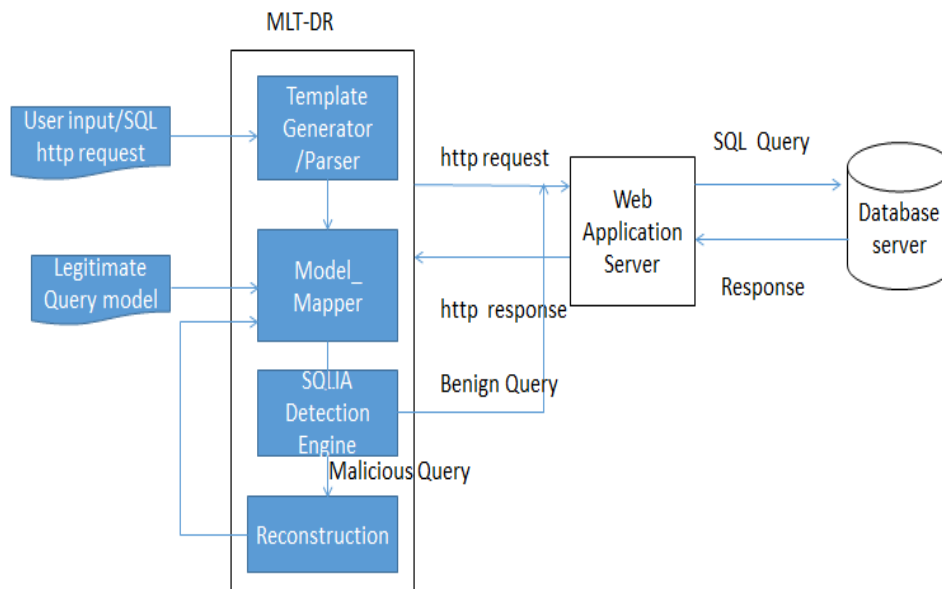 MLT-DR
User input/SQL
http request
Template
Generator
/Parser
http request
SQL Query
Web
Application
Server
Database
server
Legitimate
Query model
Model_
Mapper
http response
Response
SQLIA
Detection
Engine
Benign Query
Malicious Query
Reconstruction